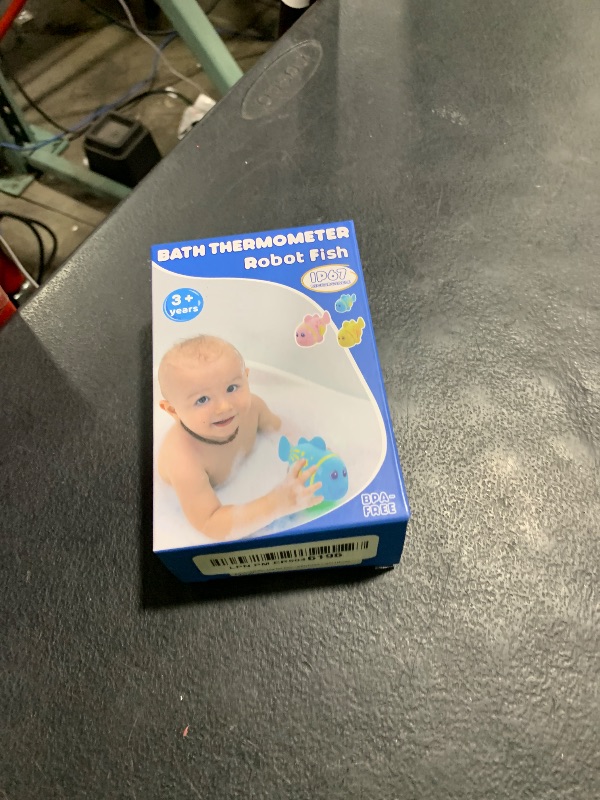 BATH THERMOMETER
Robot Fish
IP67
3+
years
BPA-
FREE